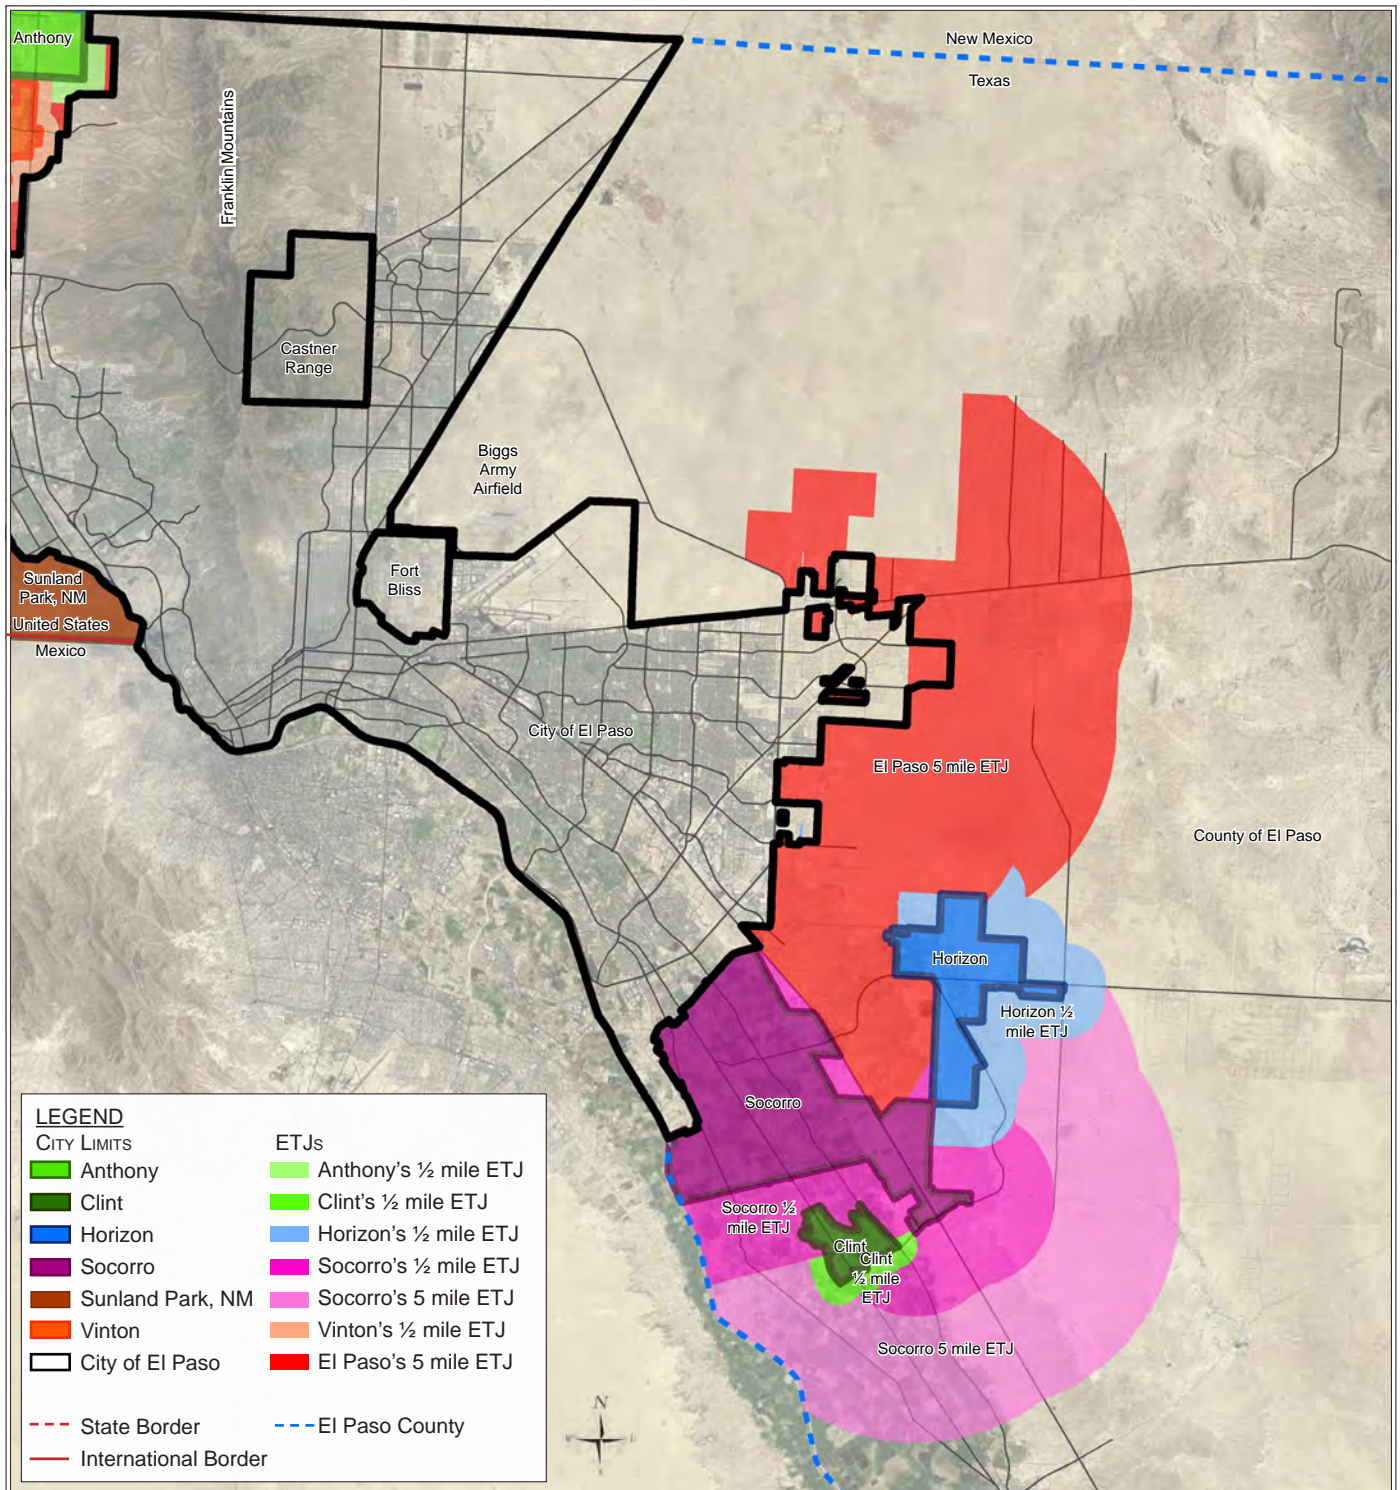 Anthony
New Mexico
Texas
Franklin Mountains
Castner
Range
Biggs
Army
Airfield
Fort
Bliss
Sunland
Park, NM
United States
Mexico
City of El Paso
El Paso 5 mile ETJ
County of El Paso
Horizon
Horizon ½
mile ETJ
Socorro
Socorro ½
mile ETJ
Clint
Clint
½ mile
ETJ
Socorro 5 mile ETJ
LEGEND
CITY LIMITS
Anthony
Clint
Horizon
Socorro
Sunland Park, NM
Vinton
City of El Paso
ETJS
Anthony's ½ mile ETJ
Clint's ½ mile ETJ
Horizon's ½ mile ETJ
Socorro's ½ mile ETJ
Socorro's 5 mile ETJ
Vinton's ½ mile ETJ
El Paso's 5 mile ETJ
State Border
International Border
El Paso County
N